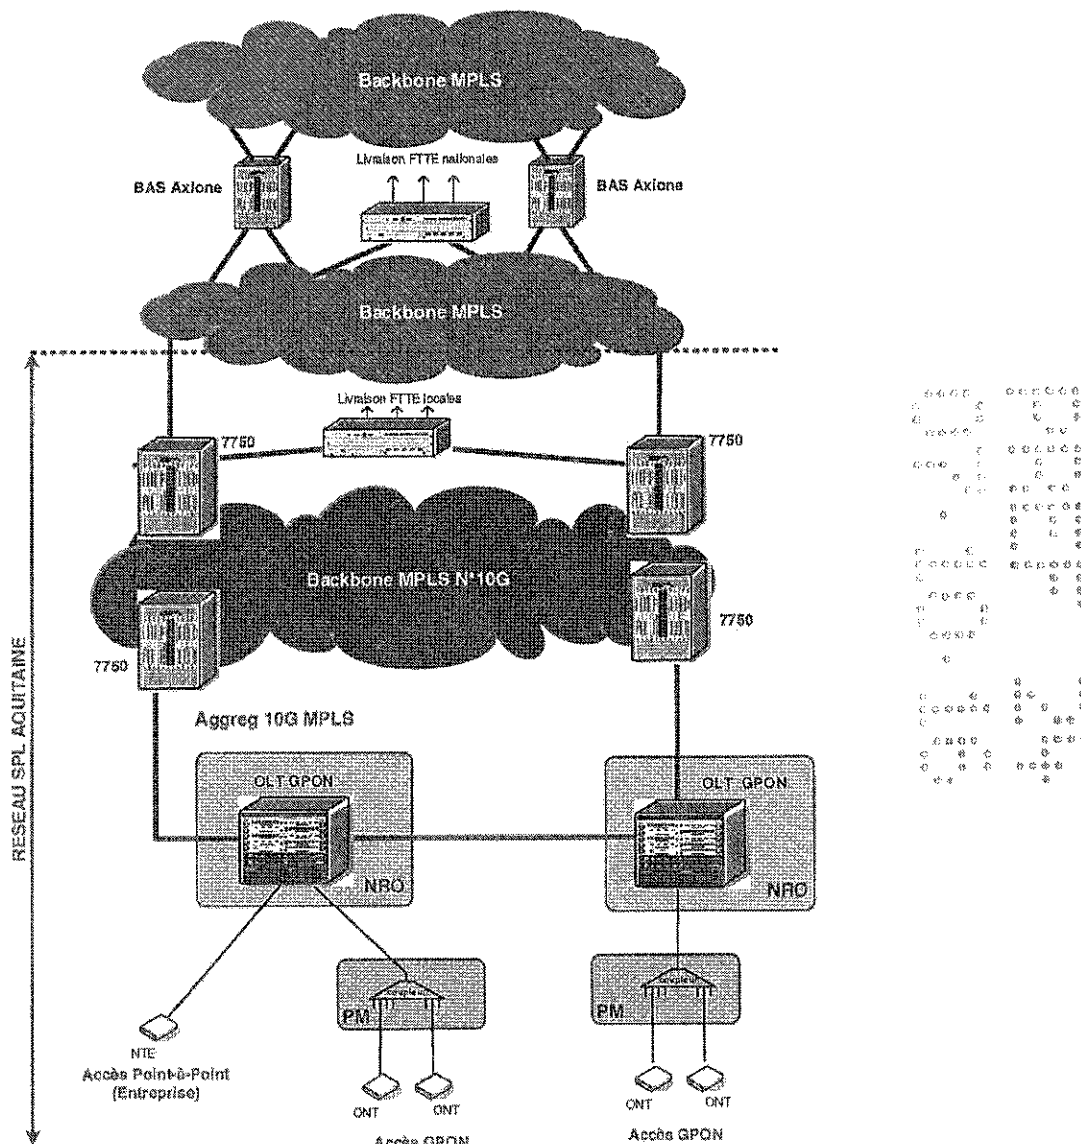 Backbone MPLS
Livraison FTTE nationales
BAS Axione
BAS Axione
Backbone MPLS
Livraison FTTE locales
7750
7750
Backbone MPLS N*10G
7750
7750
RESEAU SPL AQUITAINE
Aggreg 10G MPLS
OLT GPON
NRO
OLT GPON
NRO
coupleur
PM
coupleur
PM
NTE
Accès Point-à-Point
(Entreprise)
ONT
ONT
Accès GPON
ONT
ONT
Accès GPON